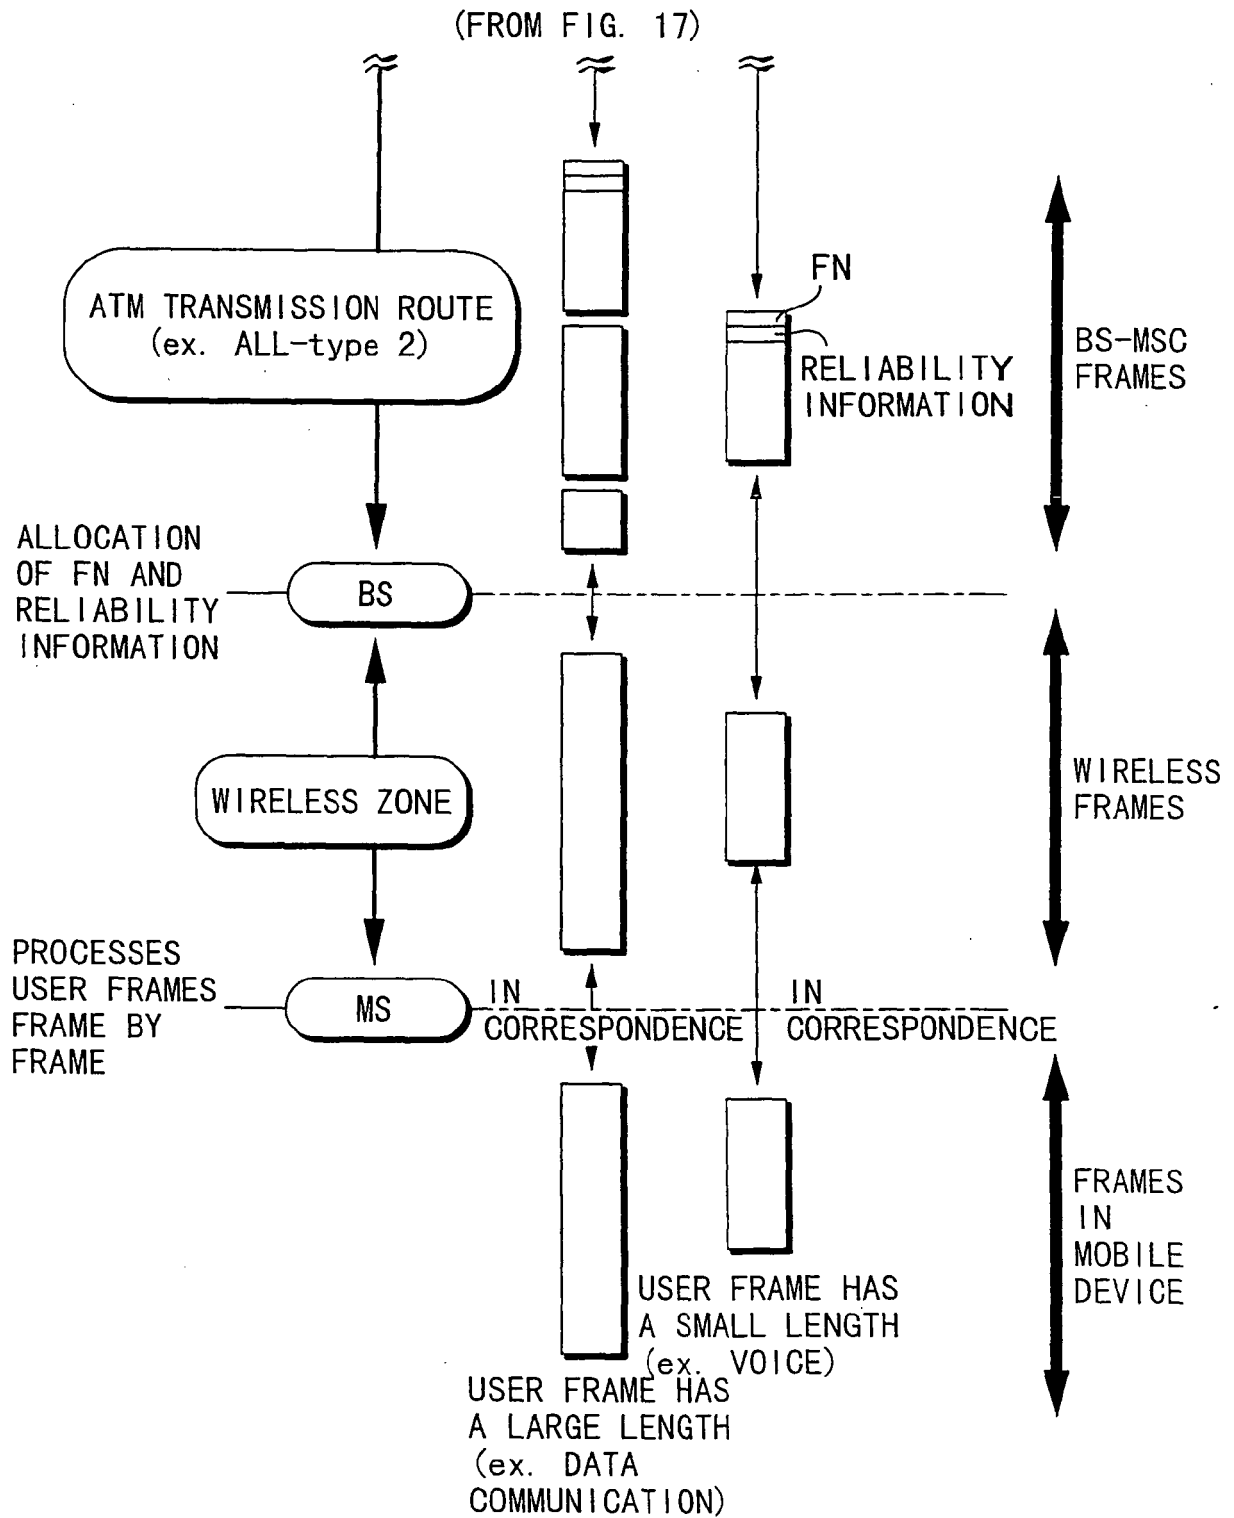 (FROM FIG. 17)
ATM TRANSMISSION ROUTE
(ex. ALL-type 2)
FN
RELIABILITY
INFORMATION
BS-MSC
FRAMES
ALLOCATION
OF FN AND
RELIABILITY
INFORMATION
BS
WIRELESS ZONE
WIRELESS
FRAMES
PROCESSES
USER FRAMES
FRAME BY
FRAME
MS
IN
CORRESPONDENCE
IN
CORRESPONDENCE
FRAMES
IN
MOBILE
DEVICE
USER FRAME HAS
A SMALL LENGTH
(ex. VOICE)
USER FRAME HAS
A LARGE LENGTH
(ex. DATA
COMMUNICATION)